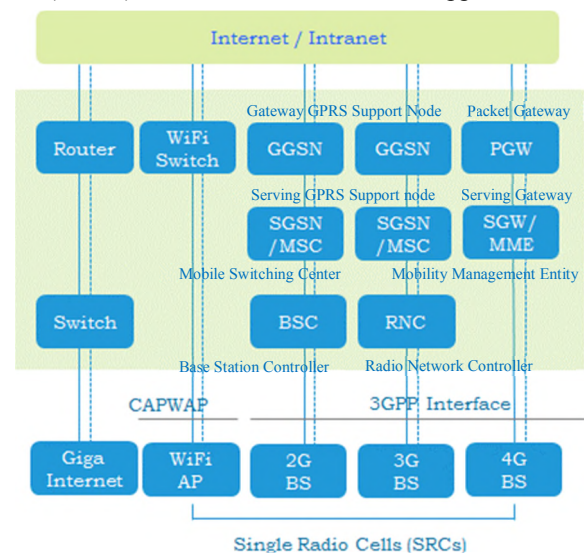 Internet / Intranet
Gateway GPRS Support Node
Packet Gateway
Router
WiFi
Switch
GGSN
GGSN
PGW
Serving GPRS Support node
Serving Gateway
SGSN
/MSC
SGSN
/MSC
SGW/
MME
Mobile Switching Center
Mobility Management Entity
Switch
BSC
RNC
Base Station Controller
Radio Network Controller
CAPWAP
3GPP Interface
Giga
Internet
WiFi
AP
2G
BS
3G
BS
4G
BS
Single Radio Cells (SRCs)